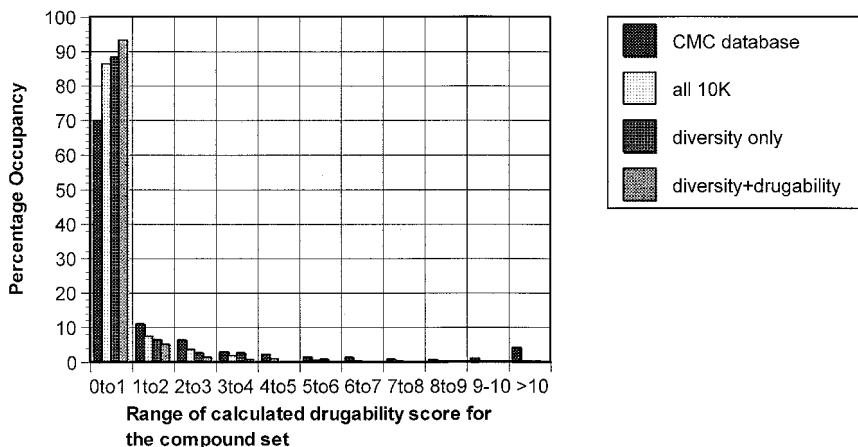 Percentage Occupancy
100
90
80
70
60
50
40
30
20
10
0
0to1 1to2 2to3 3to4 4to5 5to6 6to7 7to8 8to9 9-10 >10
Range of calculated drugability score for
the compound set
CMC database
all 10K
diversity only
diversity+drugability